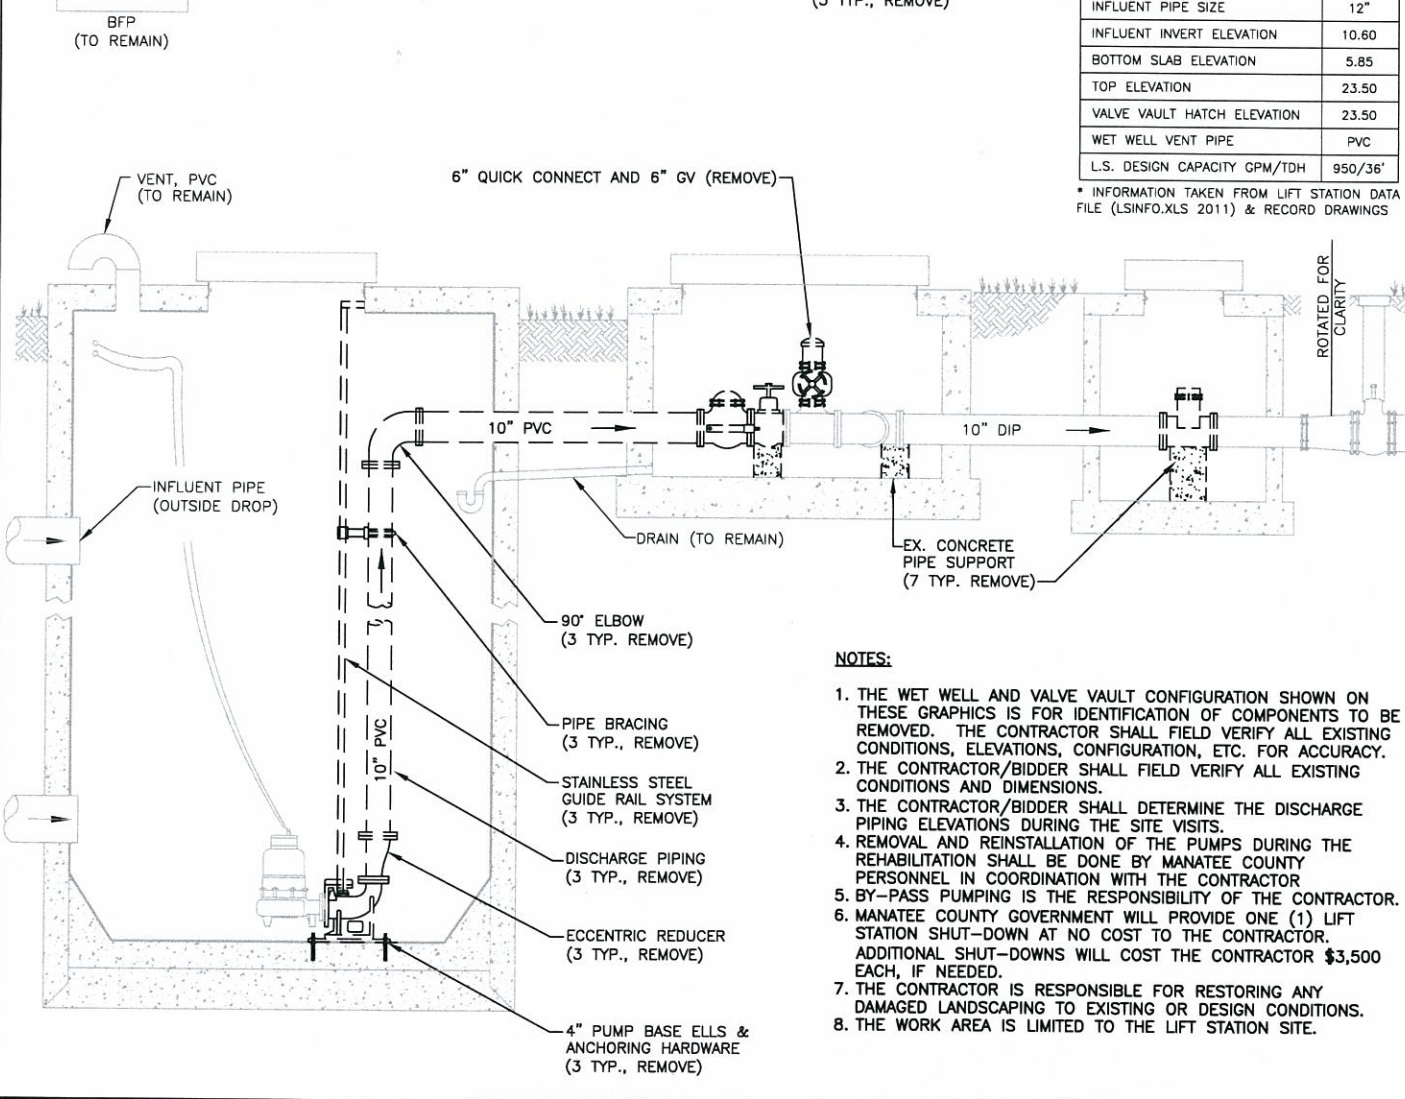 BFP
(TO REMAIN)
(3 TYP., REMOVE)
INFLUENT PIPE SIZE 12"
INFLUENT INVERT ELEVATION 10.60
BOTTOM SLAB ELEVATION 5.85
TOP ELEVATION 23.50
VALVE VAULT HATCH ELEVATION 23.50
WET WELL VENT PIPE PVC
L.S. DESIGN CAPACITY GPM/TDH 950/36'
* INFORMATION TAKEN FROM LIFT STATION DATA
FILE (LSINFO.XLS 2011) & RECORD DRAWINGS
VENT, PVC
(TO REMAIN)
6" QUICK CONNECT AND 6" GV (REMOVE)
ROTATED FOR
CLARITY
10" PVC
10" DIP
INFLUENT PIPE
(OUTSIDE DROP)
DRAIN (TO REMAIN)
EX. CONCRETE
PIPE SUPPORT
(7 TYP. REMOVE)
90° ELBOW
(3 TYP. REMOVE)
PIPE BRACING
(3 TYP., REMOVE)
10" PVC
STAINLESS STEEL
GUIDE RAIL SYSTEM
(3 TYP., REMOVE)
DISCHARGE PIPING
(3 TYP., REMOVE)
ECCENTRIC REDUCER
(3 TYP., REMOVE)
4" PUMP BASE ELLS &
ANCHORING HARDWARE
(3 TYP., REMOVE)
NOTES:
1. THE WET WELL AND VALVE VAULT CONFIGURATION SHOWN ON
THESE GRAPHICS IS FOR IDENTIFICATION OF COMPONENTS TO BE
REMOVED. THE CONTRACTOR SHALL FIELD VERIFY ALL EXISTING
CONDITIONS, ELEVATIONS, CONFIGURATION, ETC. FOR ACCURACY.
2. THE CONTRACTOR/BIDDER SHALL FIELD VERIFY ALL EXISTING
CONDITIONS AND DIMENSIONS.
3. THE CONTRACTOR/BIDDER SHALL DETERMINE THE DISCHARGE
PIPING ELEVATIONS DURING THE SITE VISITS.
4. REMOVAL AND REINSTALLATION OF THE PUMPS DURING THE
REHABILITATION SHALL BE DONE BY MANATEE COUNTY
PERSONNEL IN COORDINATION WITH THE CONTRACTOR
5. BY-PASS PUMPING IS THE RESPONSIBILITY OF THE CONTRACTOR.
6. MANATEE COUNTY GOVERNMENT WILL PROVIDE ONE (1) LIFT
STATION SHUT-DOWN AT NO COST TO THE CONTRACTOR.
ADDITIONAL SHUT-DOWNS WILL COST THE CONTRACTOR $3,500
EACH, IF NEEDED.
7. THE CONTRACTOR IS RESPONSIBLE FOR RESTORING ANY
DAMAGED LANDSCAPING TO EXISTING OR DESIGN CONDITIONS.
8. THE WORK AREA IS LIMITED TO THE LIFT STATION SITE.